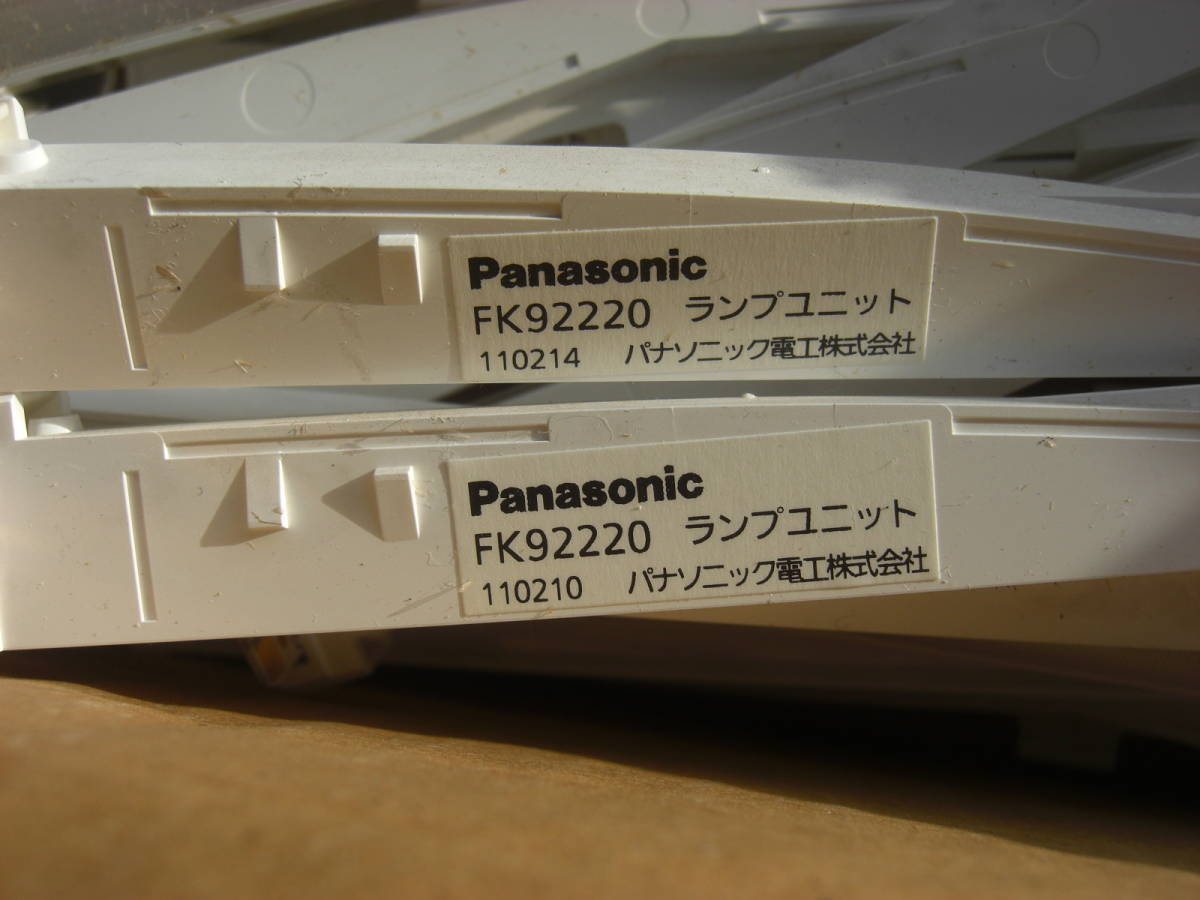 Panasonic
FK92220 ランプユニット
110214 パナソニック電工株式会社
Panasonic
FK92220 ランプユニット
110210 パナソニック電工株式会社